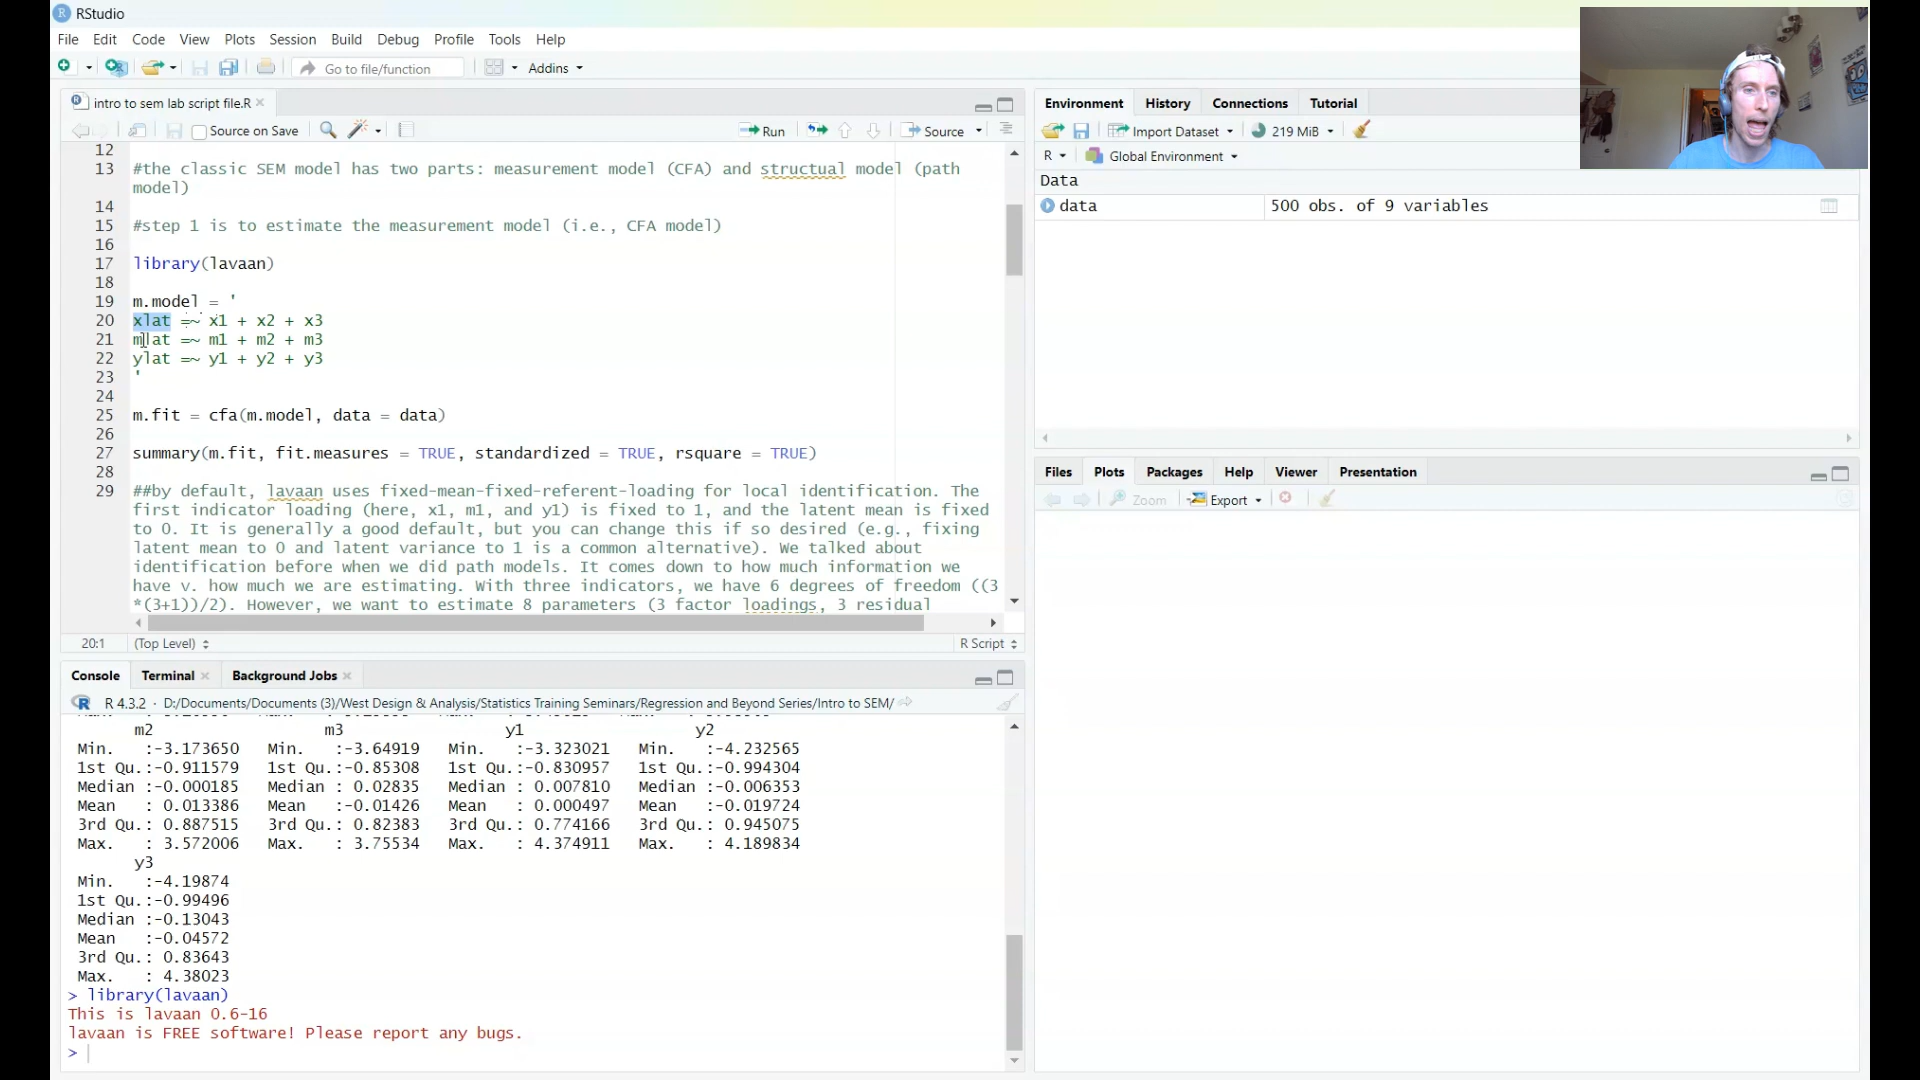 RStudio
File Edit Code View Plots Session Build Debug Profile Tools Help
Go to file/function Addins
intro to sem lab script file.R
Source on Save Run Source
12
13 #the classic SEM model has two parts: measurement model (CFA) and structual model (path
model)
14
15 #step 1 is to estimate the measurement model (i.e., CFA model)
16
17 library(lavaan)
18
19 m.model = '
20 xlat =~ x1 + x2 + x3
21 mlat =~ m1 + m2 + m3
22 ylat =~ y1 + y2 + y3
23 '
24
25 m.fit = cfa(m.model, data = data)
26
27 summary(m.fit, fit.measures = TRUE, standardized = TRUE, rsquare = TRUE)
28
29 ##by default, lavaan uses fixed-mean-fixed-referent-loading for local identification. The
first indicator loading (here, x1, m1, and y1) is fixed to 1, and the latent mean is fixed
to 0. It is generally a good default, but you can change this if so desired (e.g., fixing
latent mean to 0 and latent variance to 1 is a common alternative). We talked about
identification before when we did path models. It comes down to how much information we
have v. how much we are estimating. With three indicators, we have 6 degrees of freedom ((3
*(3+1))/2). However, we want to estimate 8 parameters (3 factor loadings, 3 residual
20:1 (Top Level) R Script
Console Terminal Background Jobs
R 4.3.2 · D:/Documents/Documents (3)/West Design & Analysis/Statistics Training Seminars/Regression and Beyond Series/Intro to SEM/
m2 m3 y1 y2
Min. :-3.173650 Min. :-3.64919 Min. :-3.323021 Min. :-4.232565
1st Qu.:-0.911579 1st Qu.:-0.85308 1st Qu.:-0.830957 1st Qu.:-0.994304
Median :-0.000185 Median : 0.02835 Median : 0.007810 Median :-0.006353
Mean : 0.013386 Mean :-0.01426 Mean : 0.000497 Mean :-0.019724
3rd Qu.: 0.887515 3rd Qu.: 0.82383 3rd Qu.: 0.774166 3rd Qu.: 0.945075
Max. : 3.572006 Max. : 3.75534 Max. : 4.374911 Max. : 4.189834
y3
Min. :-4.19874
1st Qu.:-0.99496
Median :-0.13043
Mean :-0.04572
3rd Qu.: 0.83643
Max. : 4.38023
> library(lavaan)
This is lavaan 0.6-16
lavaan is FREE software! Please report any bugs.
>
Environment History Connections Tutorial
Import Dataset 219 MiB
R Global Environment
Data
data 500 obs. of 9 variables
Files Plots Packages Help Viewer Presentation
Zoom Export